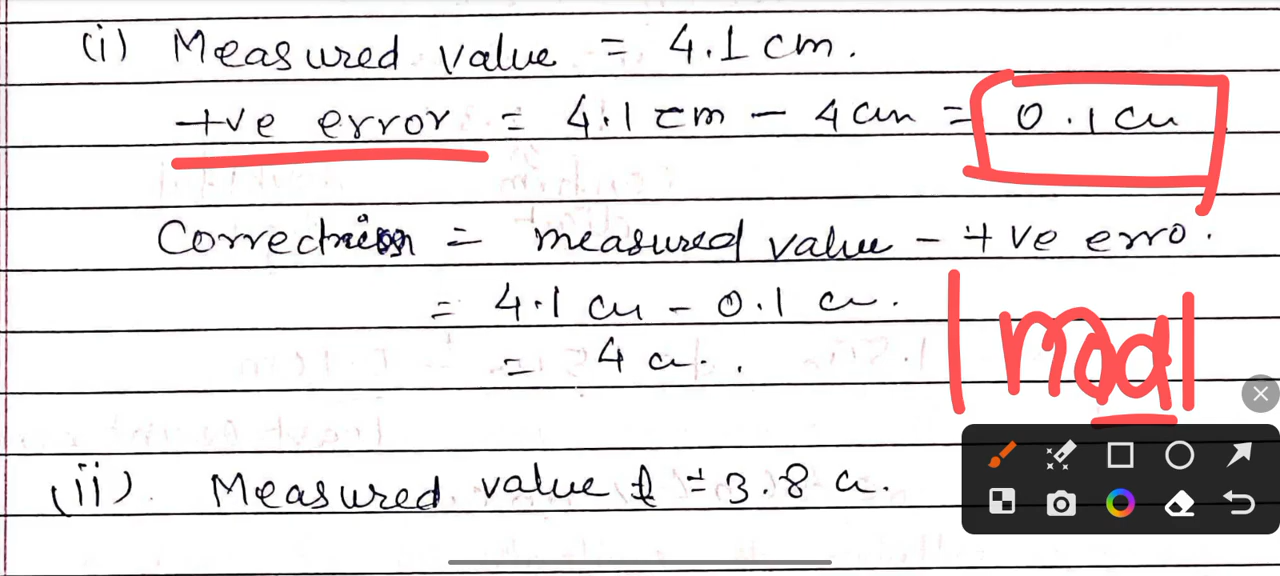 (i) Measured value = 4.1 cm.
+ve error = 4.1 cm - 4 cm = 0.1 cm
Correction = measured value - +ve erro.
= 4.1 cm - 0.1 cm.
= 4 cm.
| mod |
(ii). Measured value = 3.8 cm.